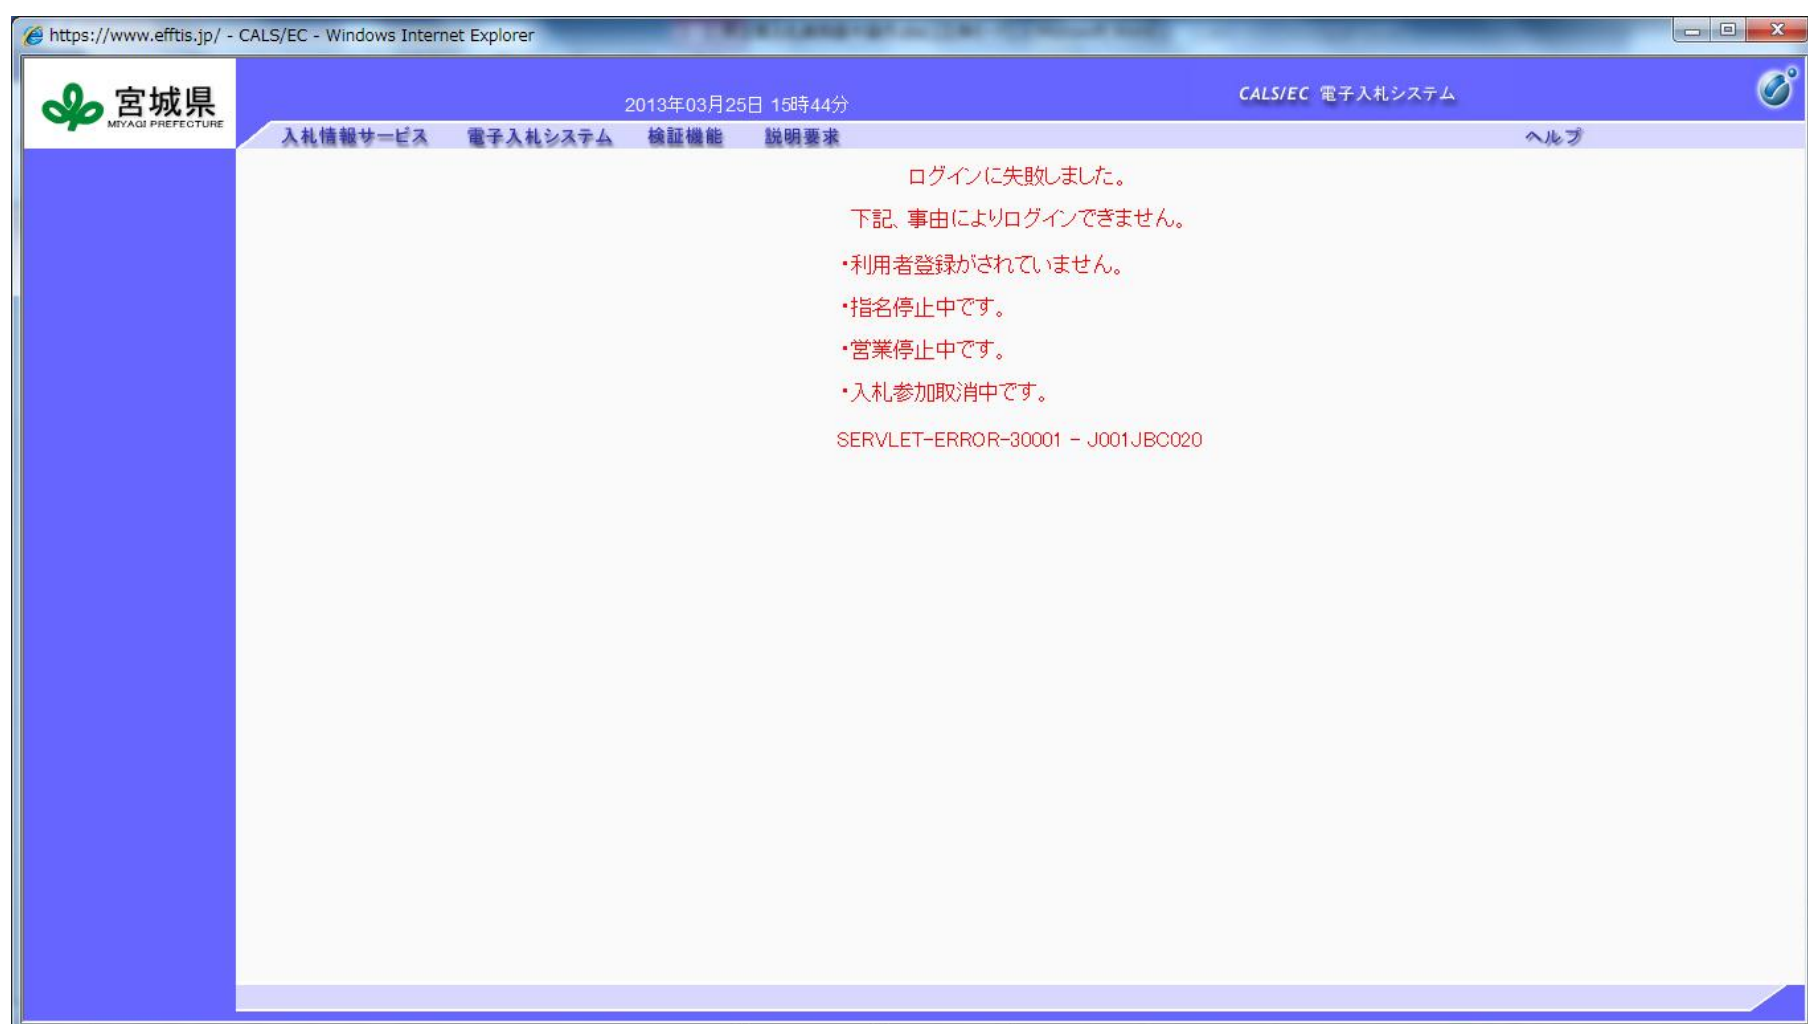 https://www.efftis.jp/ - CALS/EC - Windows Internet Explorer
宮城県
MIYAGI PREFECTURE
2013年03月25日 15時44分
CALS/EC 電子入札システム
入札情報サービス 電子入札システム 検証機能 説明要求 ヘルプ
ログインに失敗しました。
下記、事由によりログインできません。
・利用者登録がされていません。
・指名停止中です。
・営業停止中です。
・入札参加取消中です。
SERVLET-ERROR-30001 - J001JBC020